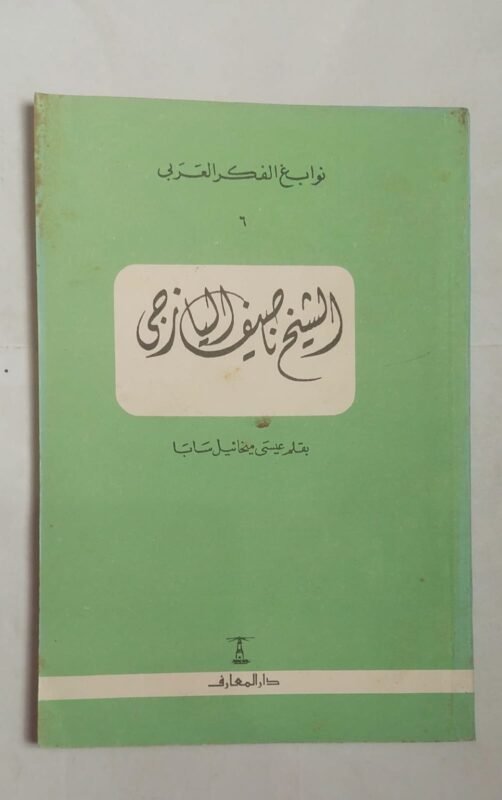 نوابغ الفكر العربي
٦
الشيخ ناصيف اليازجي
بقلم عيسى ميخائيل سابا
دار المعارف